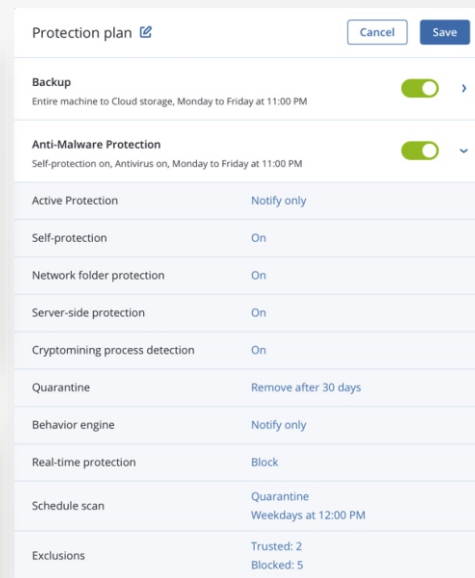 Protection plan
Cancel
Save
Backup
Entire machine to Cloud storage, Monday to Friday at 11:00 PM
Anti-Malware Protection
Self-protection on, Antivirus on, Monday to Friday at 11:00 PM
Active Protection
Notify only
Self-protection
On
Network folder protection
On
Server-side protection
On
Cryptomining process detection
On
Quarantine
Remove after 30 days
Behavior engine
Notify only
Real-time protection
Block
Schedule scan
Quarantine
Weekdays at 12:00 PM
Exclusions
Trusted: 2
Blocked: 5